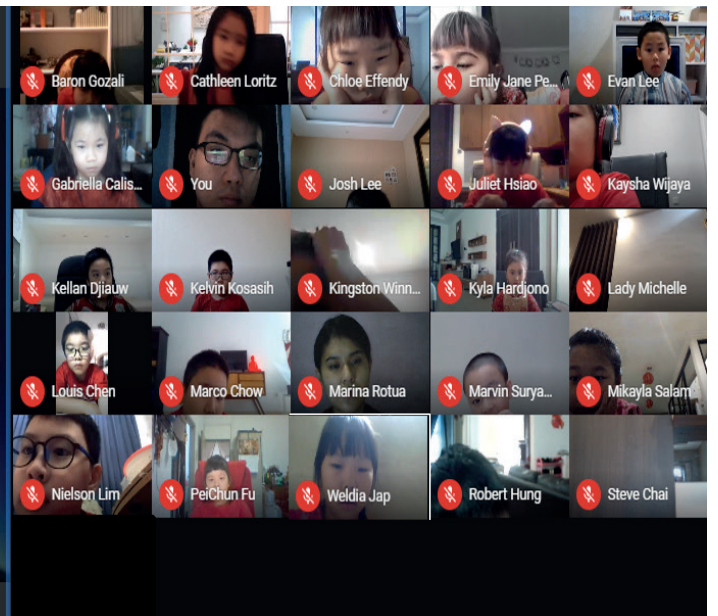 Baron Gozali
Cathleen Loritz
Chloe Effendy
Emily Jane Pe...
Evan Lee
Gabriella Calis...
You
Josh Lee
Juliet Hsiao
Kaysha Wijaya
Kellan Djiauw
Kelvin Kosasih
Kingston Winn...
Kyla Hardjono
Lady Michelle
Louis Chen
Marco Chow
Marina Rotua
Marvin Surya...
Mikayla Salam
Nielson Lim
PeiChun Fu
Weldia Jap
Robert Hung
Steve Chai